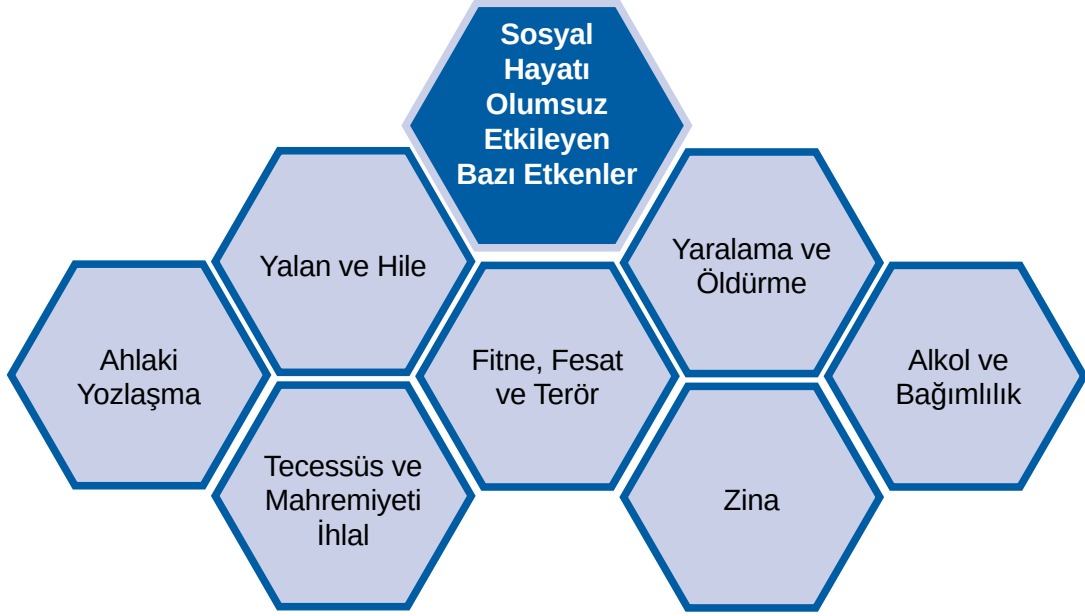 Sosyal
Hayatı
Olumsuz
Etkileyen
Bazı Etkenler
Yalan ve Hile
Yaralama ve
Öldürme
Ahlaki
Yozlaşma
Fitne, Fesat
ve Terör
Alkol ve
Bağımlılık
Tecessüs ve
Mahremiyeti
İhlal
Zina